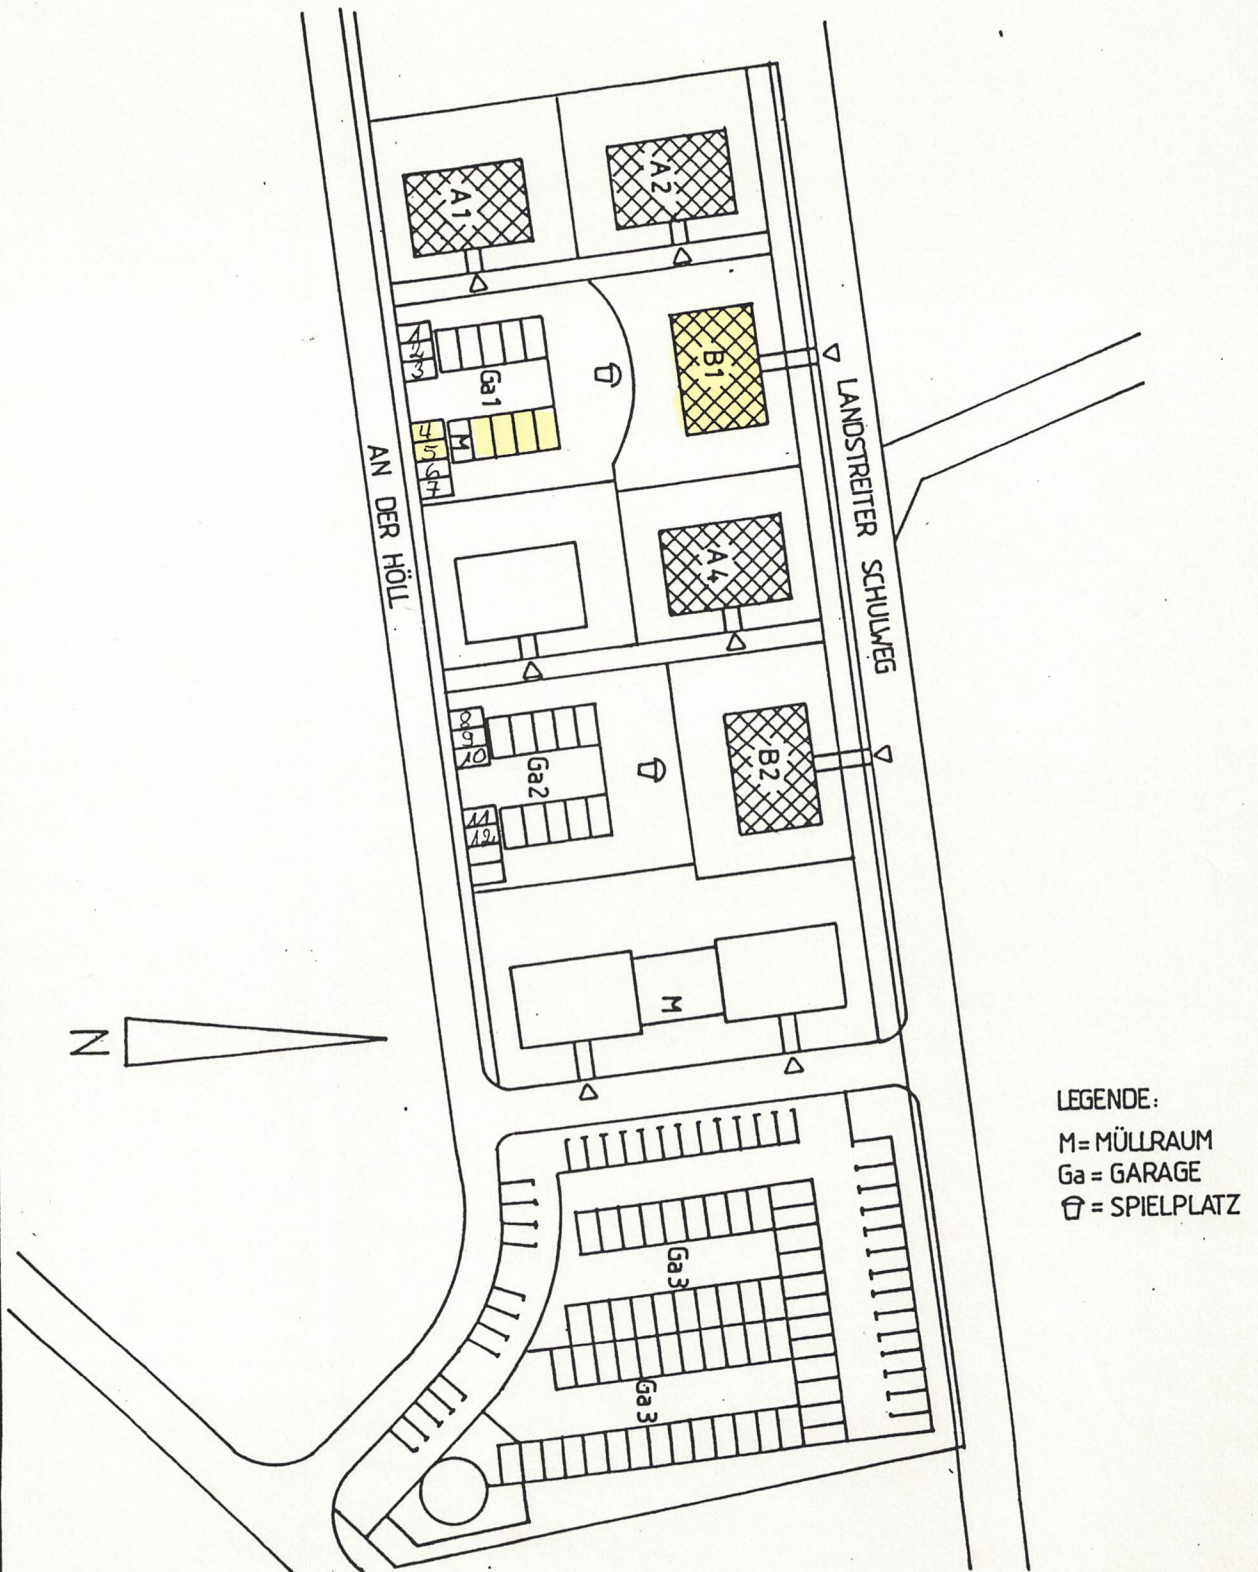 A1
A2
1
2
3
Ga1
B1
4
5
M
6
7
AN DER HÖLL
LANDSTREITER SCHULWEG
A4
8
9
10
Ga2
B2
11
12
M
N
LEGENDE:
M = MÜLLRAUM
Ga = GARAGE
= SPIELPLATZ
Ga3
Ga3